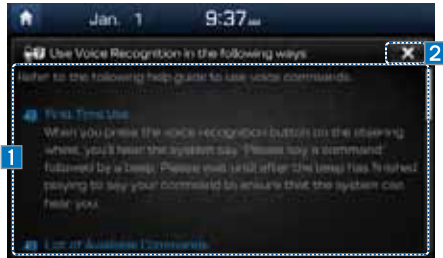 Jan. 1 9:37 am
Use Voice Recognition in the following ways
2
Refer to the following help guide to use voice commands.
First Time Use
When you press the voice recognition button on the steering
wheel, you'll hear the system say "Please say a command"
followed by a beep. Please wait until after the beep has finished
playing to say your command to ensure that the system can
hear you.
1
List of Available Commands